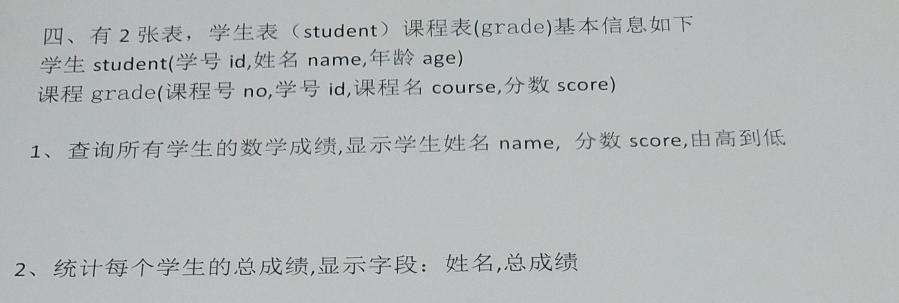 四、有 2 张表，学生表（student）课程表(grade)基本信息如下
学生 student(学号 id,姓名 name,年龄 age)
课程 grade(课程号 no,学号 id,课程名 course,分数 score)
1、查询所有学生的数学成绩,显示学生姓名 name, 分数 score,由高到低
2、统计每个学生的总成绩,显示字段：姓名,总成绩